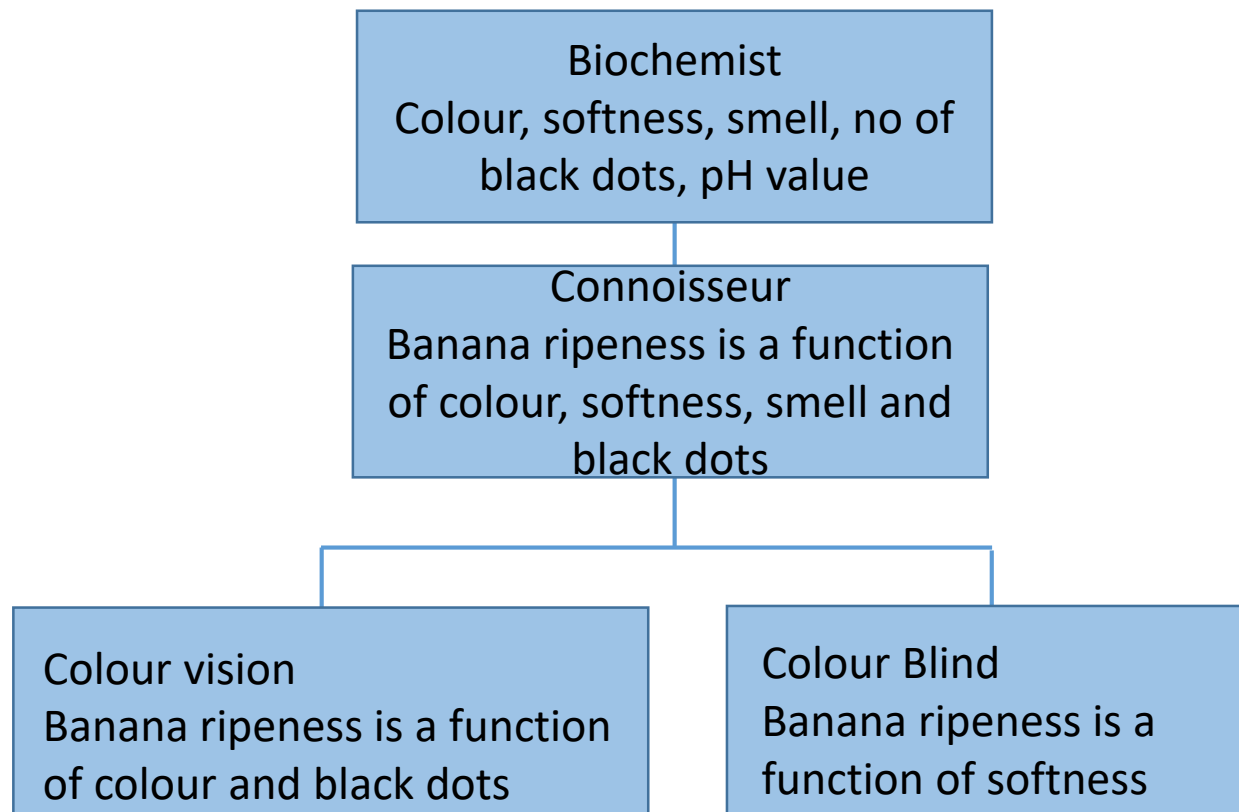 Biochemist
Colour, softness, smell, no of
black dots, pH value
Connoisseur
Banana ripeness is a function
of colour, softness, smell and
black dots
Colour vision
Banana ripeness is a function
of colour and black dots
Colour Blind
Banana ripeness is a
function of softness